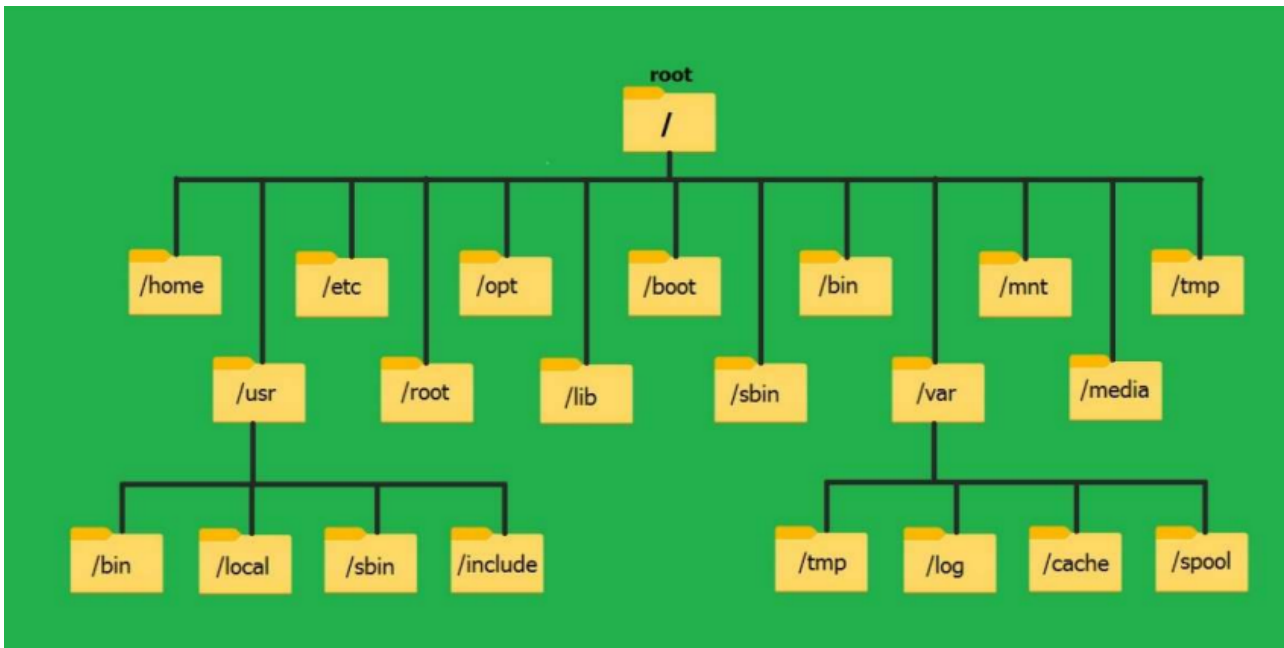 root
/
/home
/etc
/opt
/boot
/bin
/mnt
/tmp
/usr
/root
/lib
/sbin
/var
/media
/bin
/local
/sbin
/include
/tmp
/log
/cache
/spool